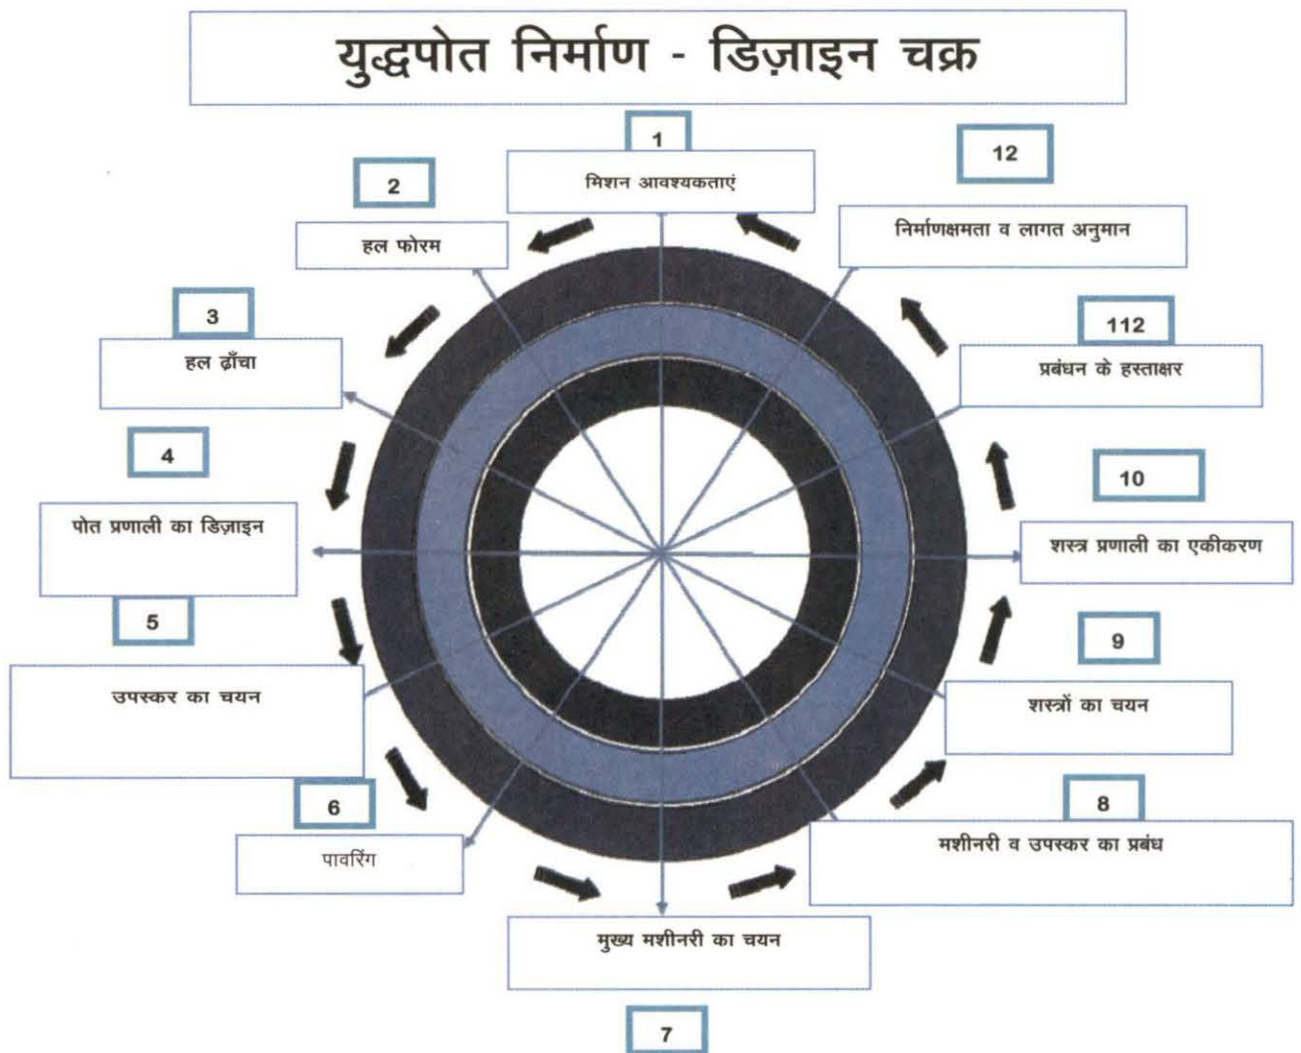 युद्धपोत निर्माण - डिज़ाइन चक्र
1
मिशन आवश्यकताएं
2
हल फोरम
3
हल ढ़ाँचा
4
पोत प्रणाली का डिज़ाइन
5
उपस्कर का चयन
6
पावरिंग
7
मुख्य मशीनरी का चयन
8
मशीनरी व उपस्कर का प्रबंध
9
शस्त्रों का चयन
10
शस्त्र प्रणाली का एकीकरण
112
प्रबंधन के हस्ताक्षर
12
निर्माणक्षमता व लागत अनुमान